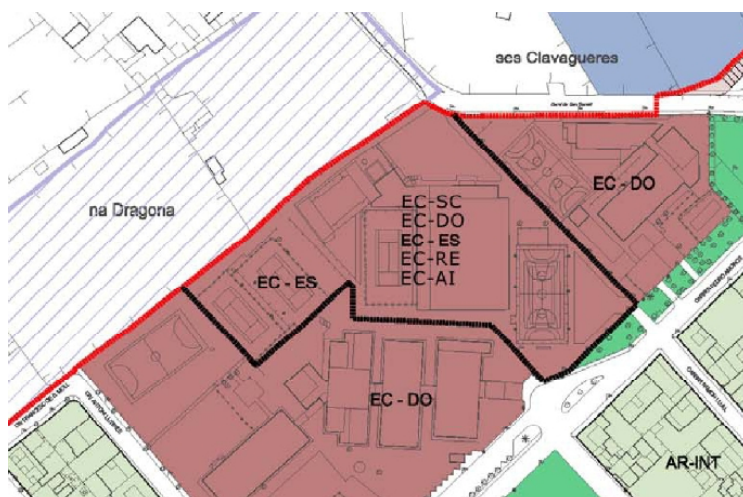 ses Clavagueres
EC - DO
na Dragona
EC-SC
EC-DO
EC-ES
EC-RE
EC-AI
EC - ES
EC - DO
AR-INT